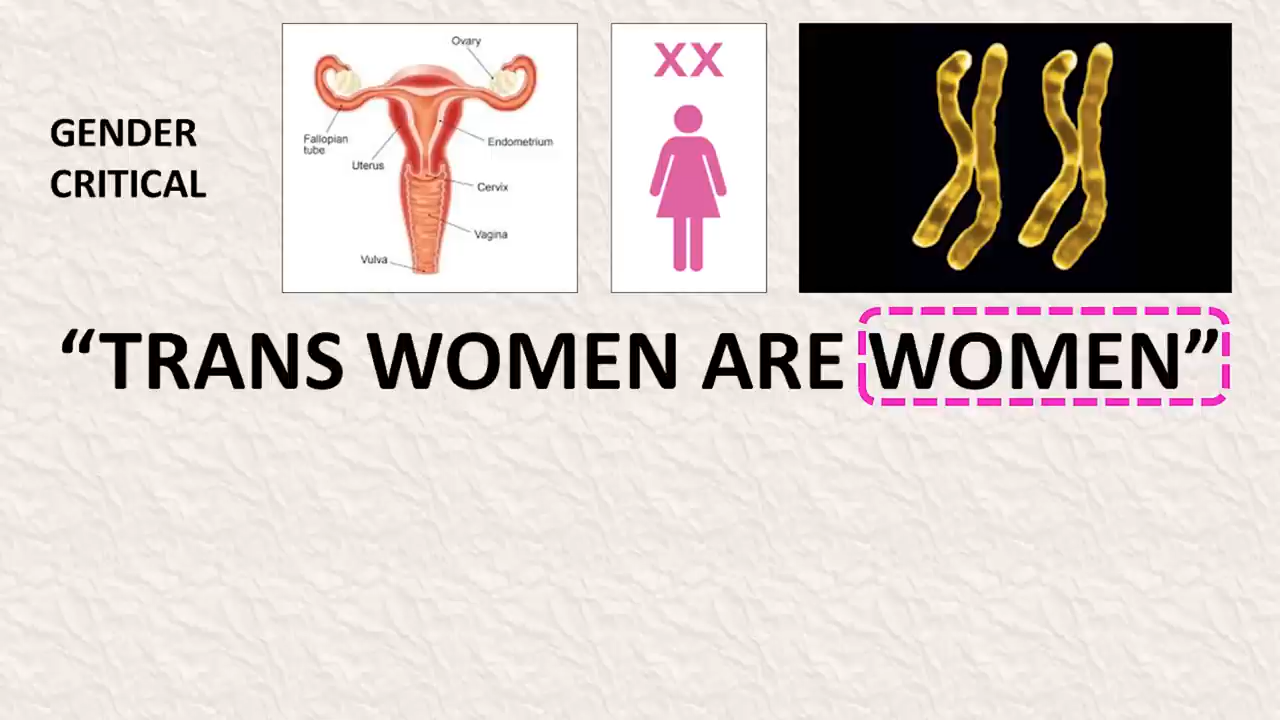 Ovary
XX
GENDER
CRITICAL
Fallopian
tube
Endometrium
Uterus
Cervix
Vagina
Vulva
“TRANS WOMEN ARE WOMEN”